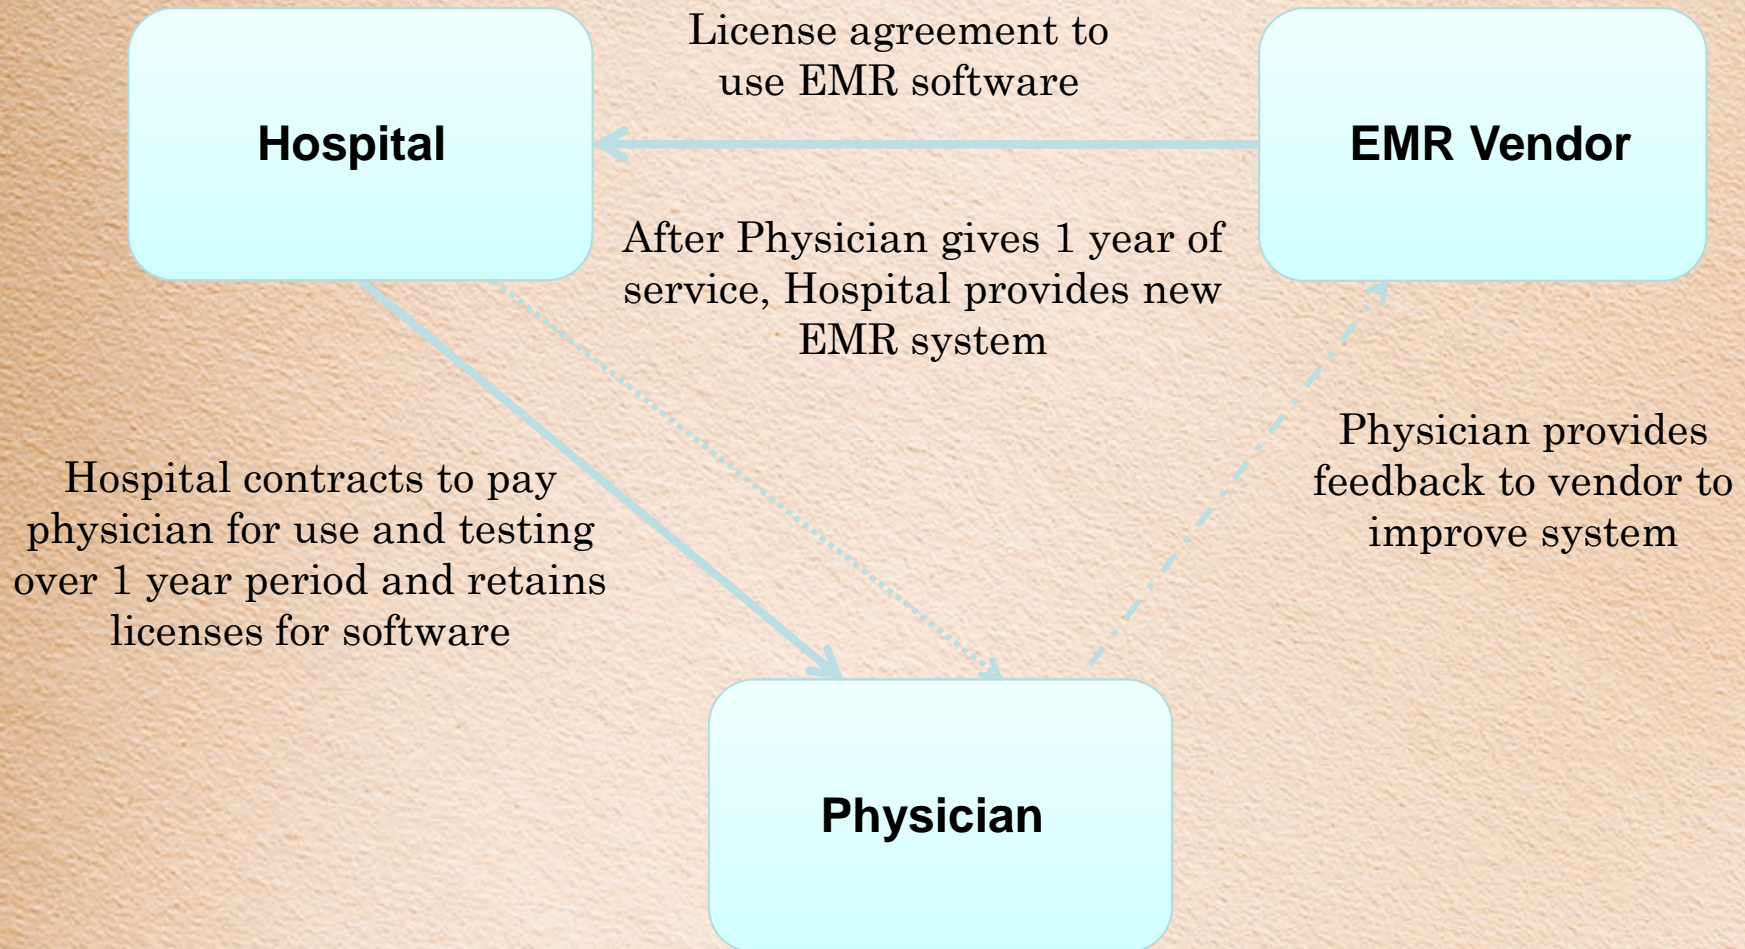 License agreement to
use EMR software
Hospital
EMR Vendor
After Physician gives 1 year of
service, Hospital provides new
EMR system
Hospital contracts to pay
physician for use and testing
over 1 year period and retains
licenses for software
Physician provides
feedback to vendor to
improve system
Physician